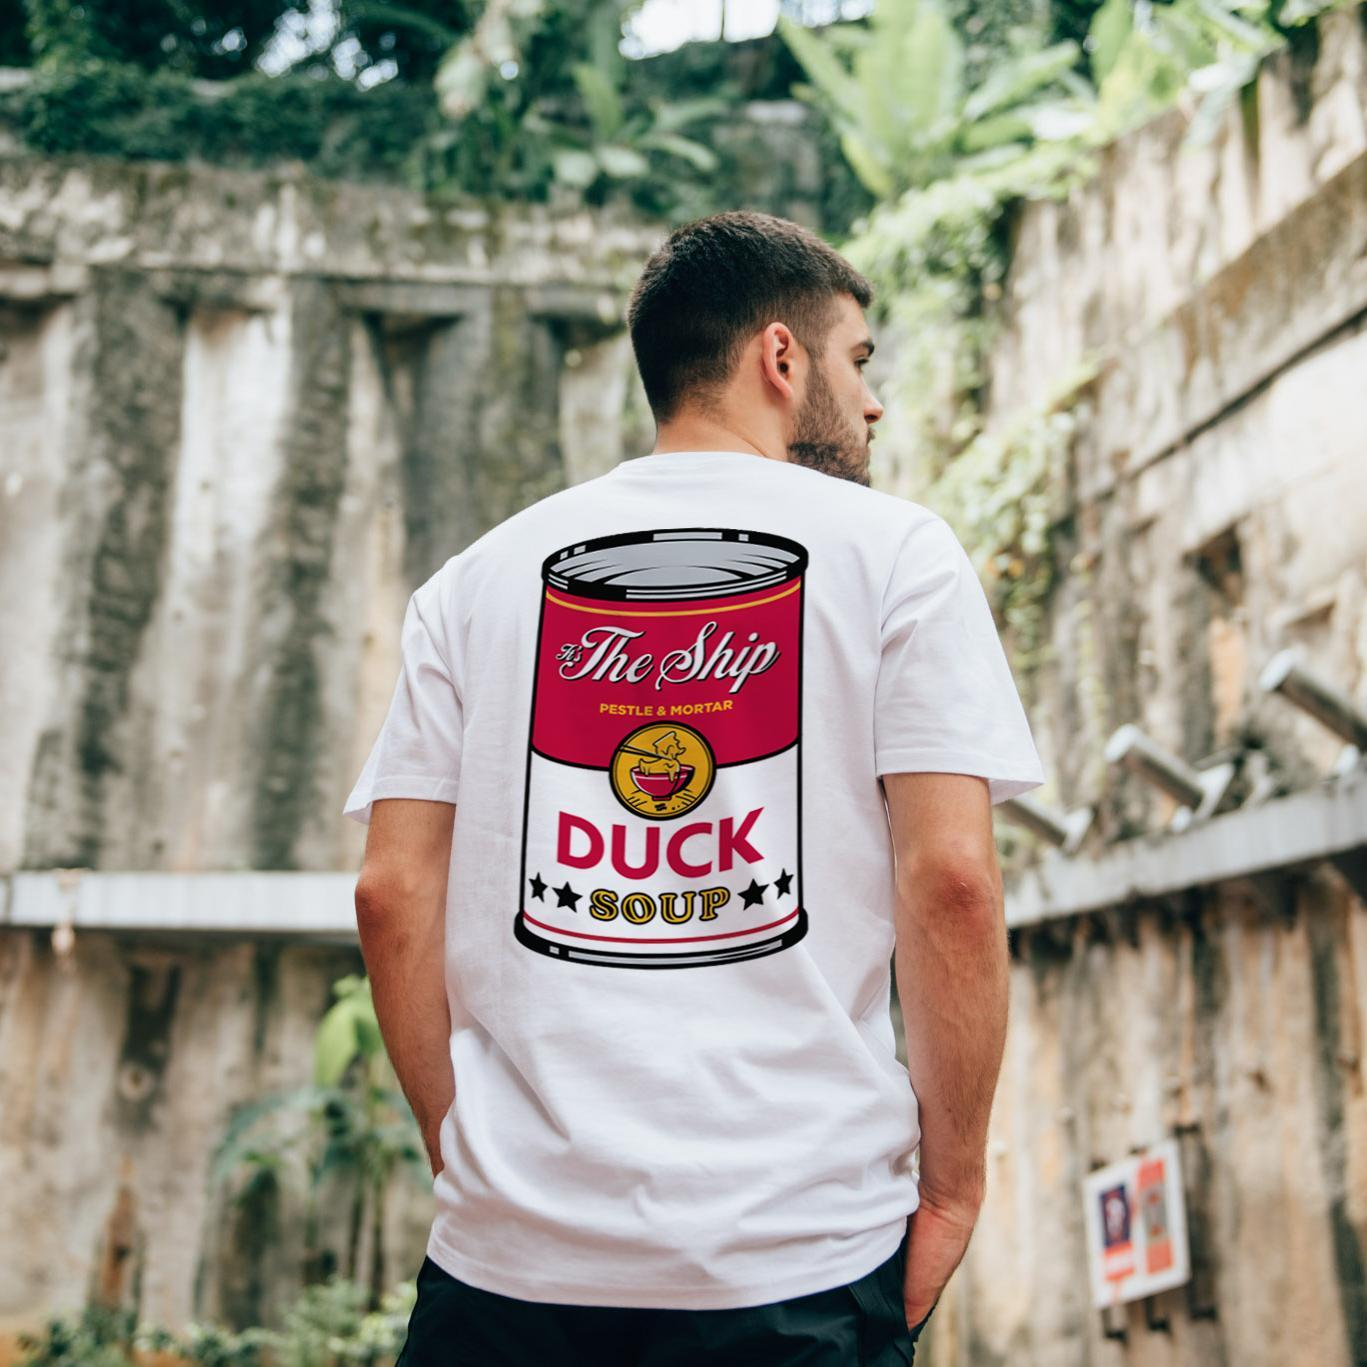 It's The Ship
PESTLE & MORTAR
DUCK
SOUP